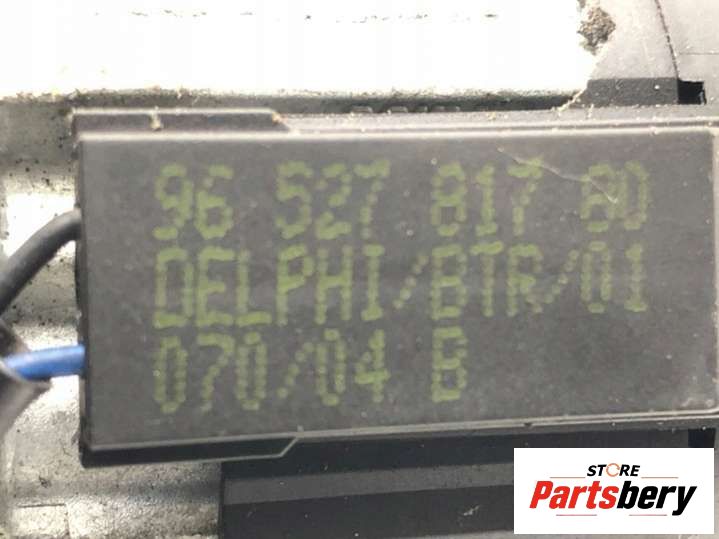 96 527 817 80
DELPHI/BTR/01
070/04 B
STORE
Partsbery